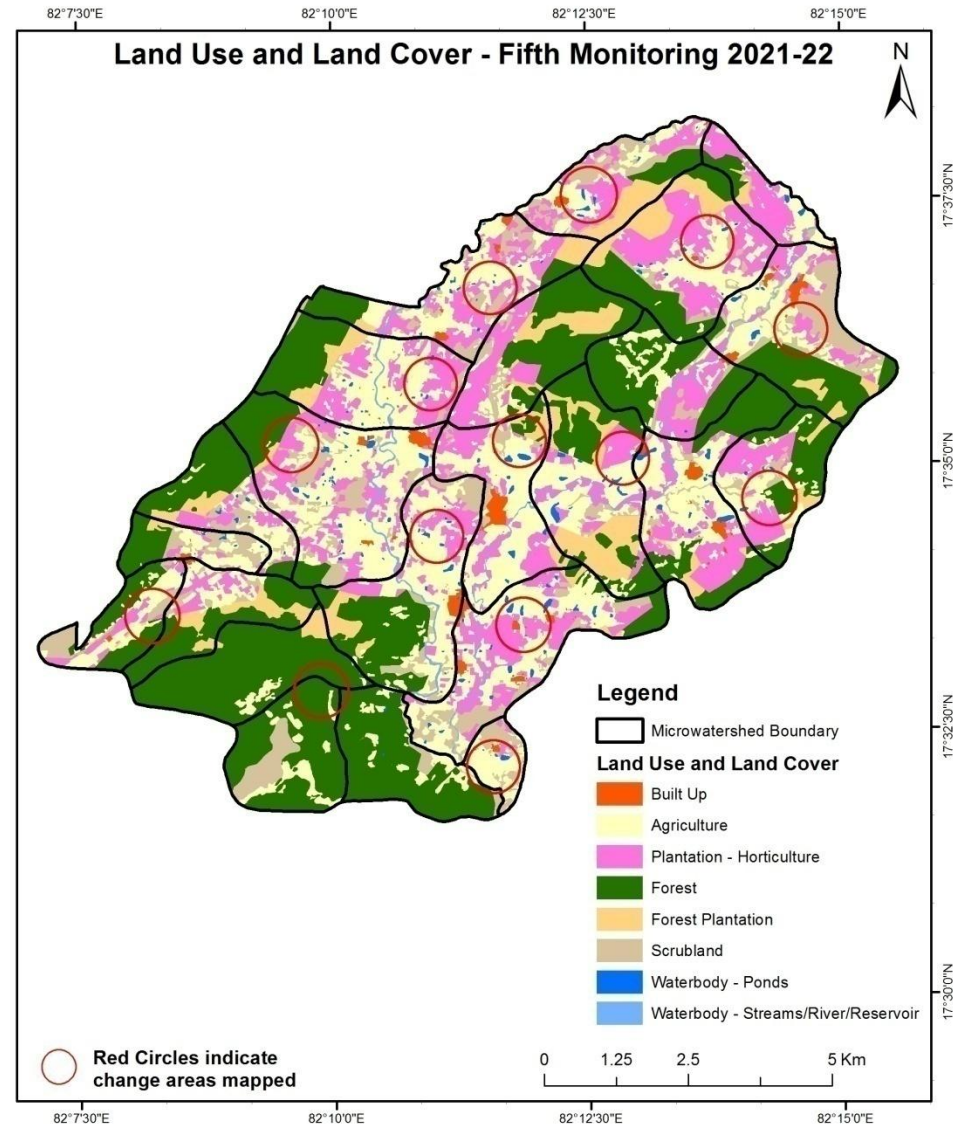 82°7'30"E 82°10'0"E 82°12'30"E 82°15'0"E
Land Use and Land Cover - Fifth Monitoring 2021-22
N
17°37'30"N
17°35'0"N
17°32'30"N
17°30'0"N
Legend
Microwatershed Boundary
Land Use and Land Cover
Built Up
Agriculture
Plantation - Horticulture
Forest
Forest Plantation
Scrubland
Waterbody - Ponds
Waterbody - Streams/River/Reservoir
Red Circles indicate
change areas mapped
0 1.25 2.5 5 Km
82°7'30"E 82°10'0"E 82°12'30"E 82°15'0"E